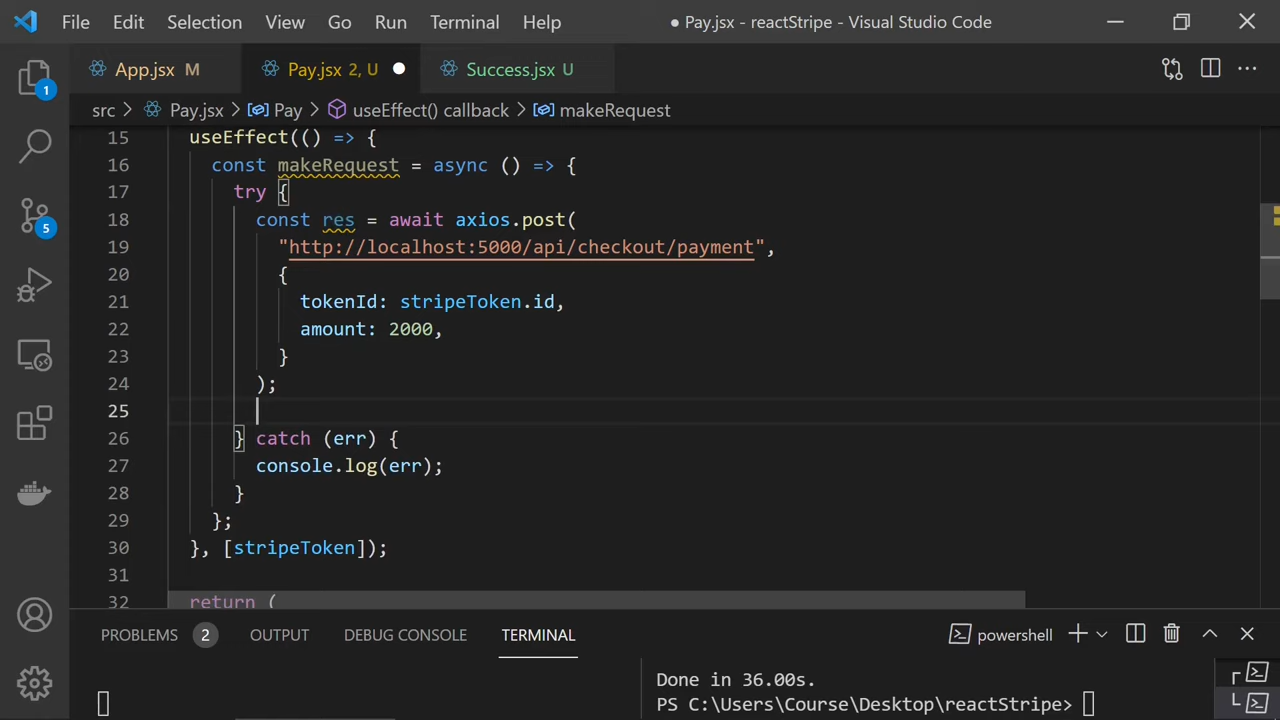 File Edit Selection View Go Run Terminal Help ● Pay.jsx - reactStripe - Visual Studio Code
App.jsx M Pay.jsx 2, U Success.jsx U
src > Pay.jsx > Pay > useEffect() callback > makeRequest
1
5
15 useEffect(() => {
16 const makeRequest = async () => {
17 try {
18 const res = await axios.post(
19 "http://localhost:5000/api/checkout/payment",
20 {
21 tokenId: stripeToken.id,
22 amount: 2000,
23 }
24 );
25
26 } catch (err) {
27 console.log(err);
28 }
29 };
30 }, [stripeToken]);
31
32 return (
PROBLEMS 2 OUTPUT DEBUG CONSOLE TERMINAL powershell
Done in 36.00s.
PS C:\Users\Course\Desktop\reactStripe>